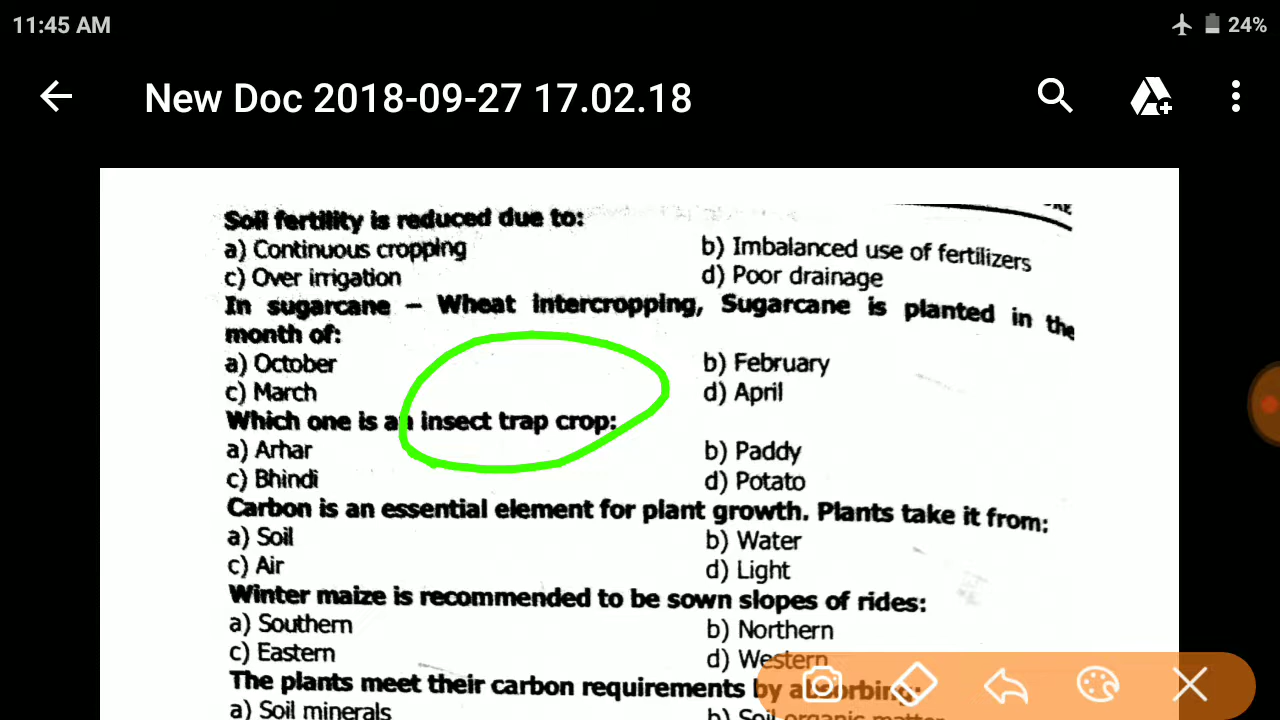 11:45 AM
24%
New Doc 2018-09-27 17.02.18
Soil fertility is reduced due to:
a) Continuous cropping b) Imbalanced use of fertilizers
c) Over irrigation d) Poor drainage
In sugarcane – Wheat intercropping, Sugarcane is planted in the
month of:
a) October b) February
c) March d) April
Which one is an insect trap crop:
a) Arhar b) Paddy
c) Bhindi d) Potato
Carbon is an essential element for plant growth. Plants take it from:
a) Soil b) Water
c) Air d) Light
Winter maize is recommended to be sown slopes of rides:
a) Southern b) Northern
c) Eastern d) Western
The plants meet their carbon requirements by absorbing:
a) Soil minerals b) Soil organic matter